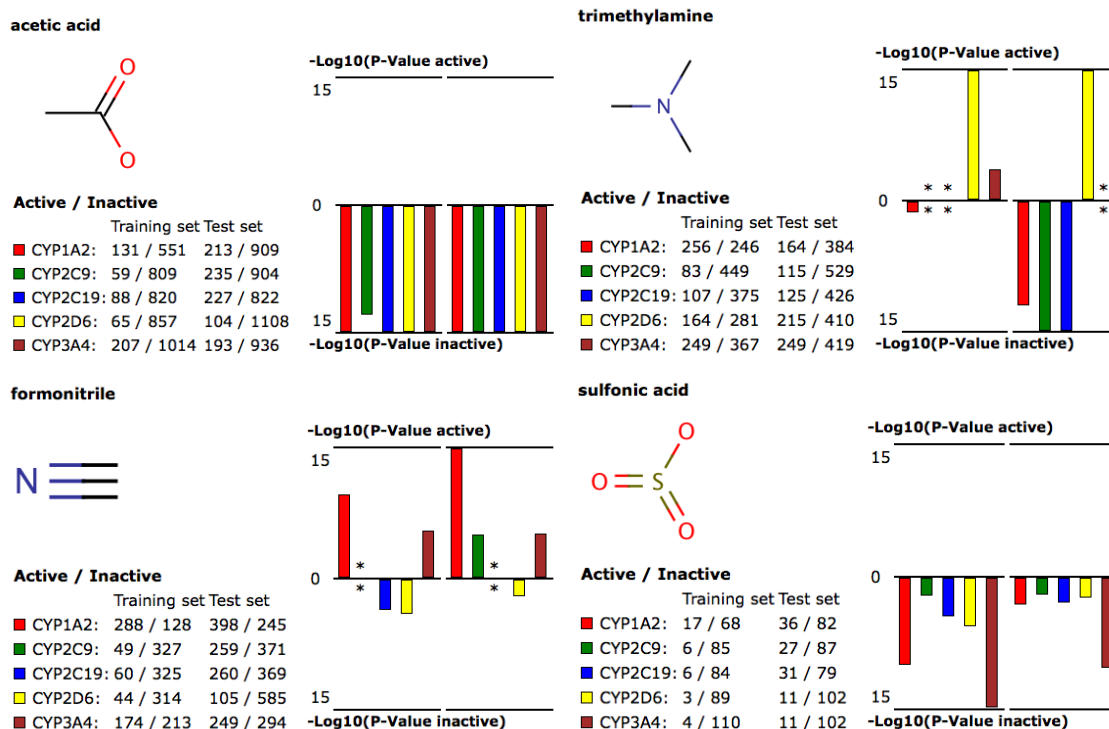 acetic acid
-Log10(P-Value active)
15
O
O
0
15
-Log10(P-Value inactive)
Active / Inactive
Training set Test set
CYP1A2: 131 / 551 213 / 909
CYP2C9: 59 / 809 235 / 904
CYP2C19: 88 / 820 227 / 822
CYP2D6: 65 / 857 104 / 1108
CYP3A4: 207 / 1014 193 / 936
trimethylamine
-Log10(P-Value active)
15
N
* *
0
* *
*
*
15
-Log10(P-Value inactive)
Active / Inactive
Training set Test set
CYP1A2: 256 / 246 164 / 384
CYP2C9: 83 / 449 115 / 529
CYP2C19: 107 / 375 125 / 426
CYP2D6: 164 / 281 215 / 410
CYP3A4: 249 / 367 249 / 419
formonitrile
-Log10(P-Value active)
15
N
* *
0
* *
15
-Log10(P-Value inactive)
Active / Inactive
Training set Test set
CYP1A2: 288 / 128 398 / 245
CYP2C9: 49 / 327 259 / 371
CYP2C19: 60 / 325 260 / 369
CYP2D6: 44 / 314 105 / 585
CYP3A4: 174 / 213 249 / 294
sulfonic acid
-Log10(P-Value active)
15
O
O S
O
0
15
-Log10(P-Value inactive)
Active / Inactive
Training set Test set
CYP1A2: 17 / 68 36 / 82
CYP2C9: 6 / 85 27 / 87
CYP2C19: 6 / 84 31 / 79
CYP2D6: 3 / 89 11 / 102
CYP3A4: 4 / 110 11 / 102